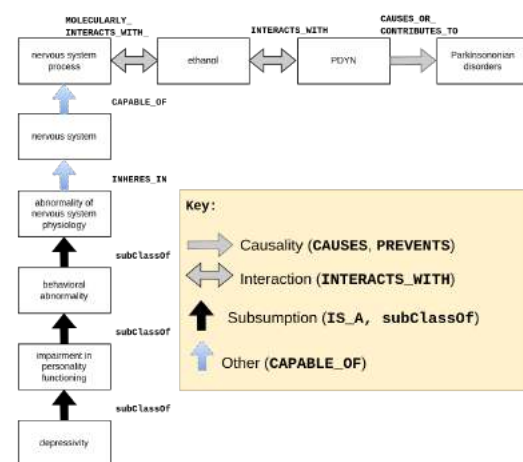 MOLECULARLY_
INTERACTS_WITH_
INTERACTS_WITH
CAUSES_OR_
CONTRIBUTES_TO
nervous system
process
ethanol
PDYN
Parkinsononian
disorders
CAPABLE_OF
nervous system
INHERES_IN
abnormality of
nervous system
physiology
subClassOf
behavioral
abnormality
subClassOf
impairment in
personality
functioning
subClassOf
depressivity
Key:
Causality (CAUSES, PREVENTS)
Interaction (INTERACTS_WITH)
Subsumption (IS_A, subClassOf)
Other (CAPABLE_OF)